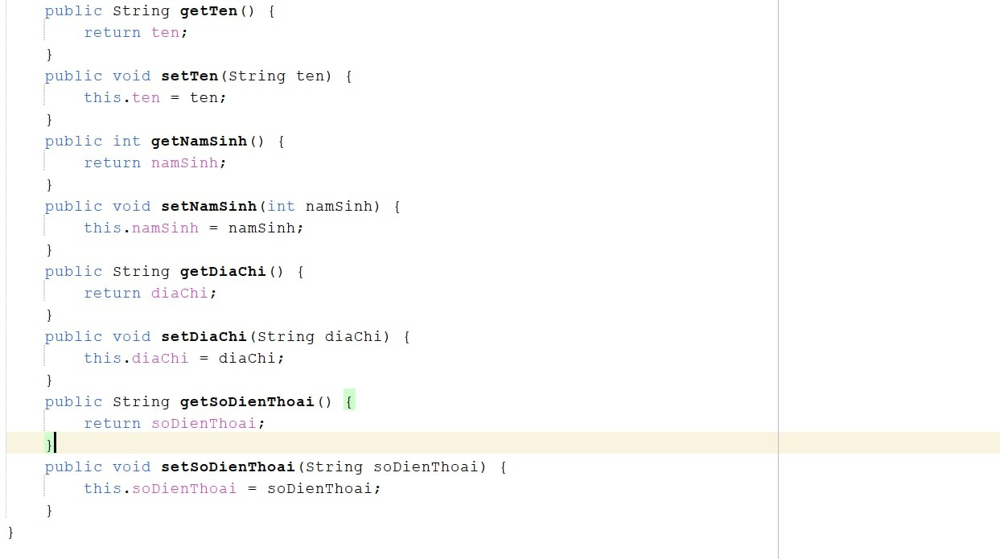 public String getTen() {
return ten;
}
public void setTen(String ten) {
this.ten = ten;
}
public int getNamSinh() {
return namSinh;
}
public void setNamSinh(int namSinh) {
this.namSinh = namSinh;
}
public String getDiaChi() {
return diaChi;
}
public void setDiaChi(String diaChi) {
this.diaChi = diaChi;
}
public String getSoDienThoai() {
return soDienThoai;
}
public void setSoDienThoai(String soDienThoai) {
this.soDienThoai = soDienThoai;
}
}